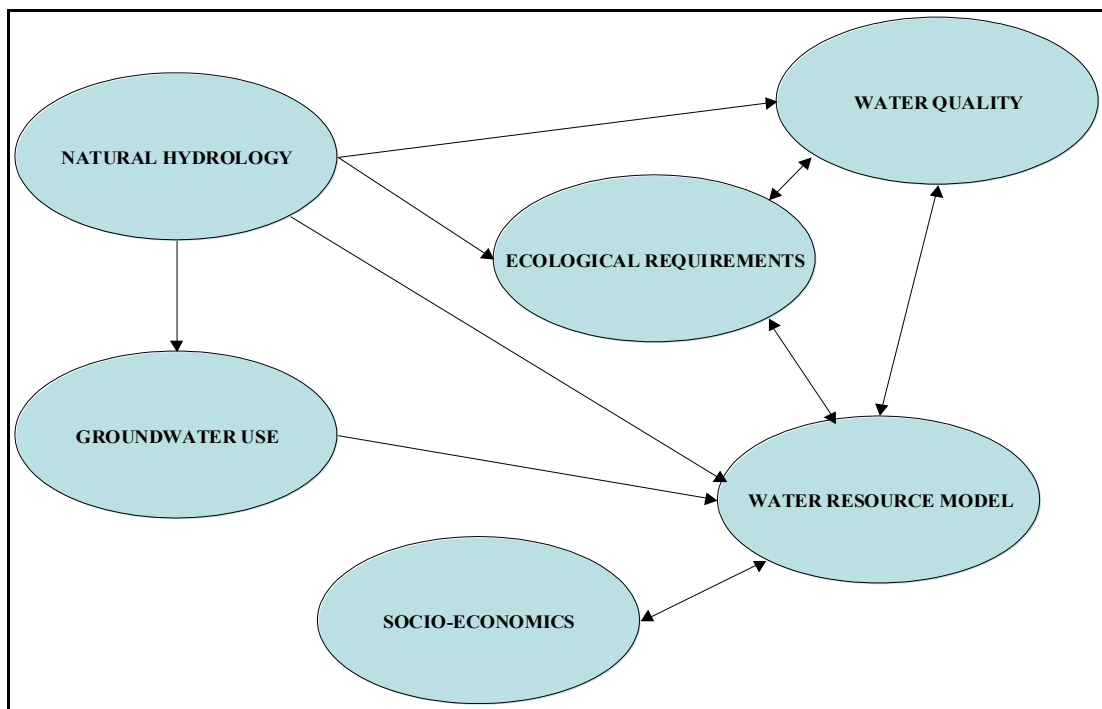 WATER QUALITY
NATURAL HYDROLOGY
ECOLOGICAL REQUIREMENTS
GROUNDWATER USE
WATER RESOURCE MODEL
SOCIO-ECONOMICS